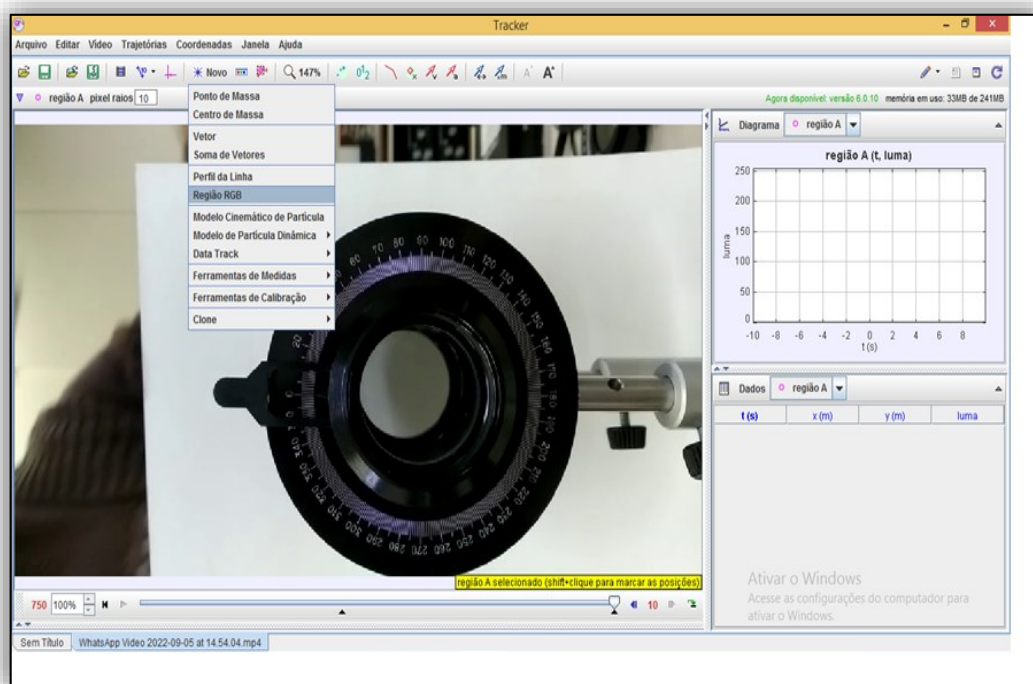 Tracker
Arquivo Editar Video Trajetórias Coordenadas Janela Ajuda
Novo 147%
região A pixel raios 10
Agora disponível: versão 6.0.10 memória em uso: 33MB de 241MB
Ponto de Massa
Centro de Massa
Vetor
Soma de Vetores
Perfil da Linha
Região RGB
Modelo Cinemático de Partícula
Modelo de Partícula Dinâmica
Data Track
Ferramentas de Medidas
Ferramentas de Calibração
Clone
região A selecionado (shift+clique para marcar as posições)
750 100% 10
Sem Título WhatsApp Video 2022-09-05 at 14.54.04.mp4
Diagrama região A
região A (t, luma)
luma
250
200
150
100
50
0
-10 -8 -6 -4 -2 0 2 4 6 8
t (s)
Dados região A
t (s) x (m) y (m) luma
Ativar o Windows
Acesse as configurações do computador para
ativar o Windows.